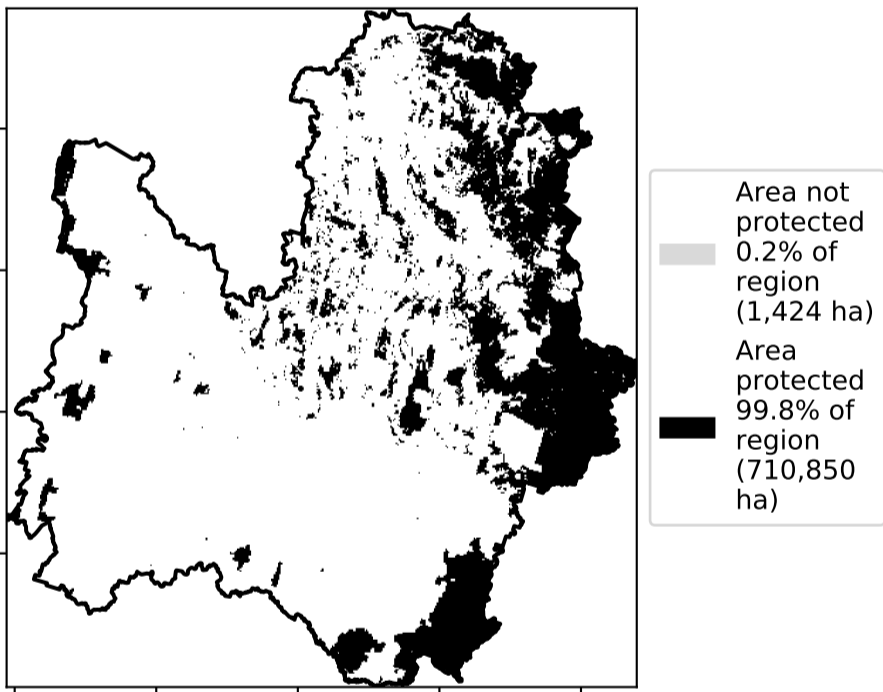 Area not
protected
0.2% of
region
(1,424 ha)
Area
protected
99.8% of
region
(710,850
ha)